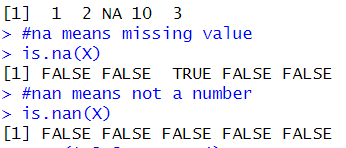 [1]  1  2 NA 10  3
> #na means missing value
> is.na(X)
[1] FALSE FALSE  TRUE FALSE FALSE
> #nan means not a number
> is.nan(X)
[1] FALSE FALSE FALSE FALSE FALSE